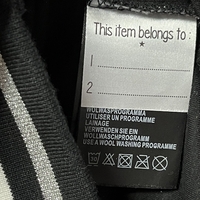 This item belongs to :
*
1
2
WOLWASPROGRAMMA
UTILISER UN PROGRAMME
LAINAGE
VERWENDEN SIE EIN
WOLLWASCHPROGRAMM
USE A WOOL WASHING PROGRAMME
30